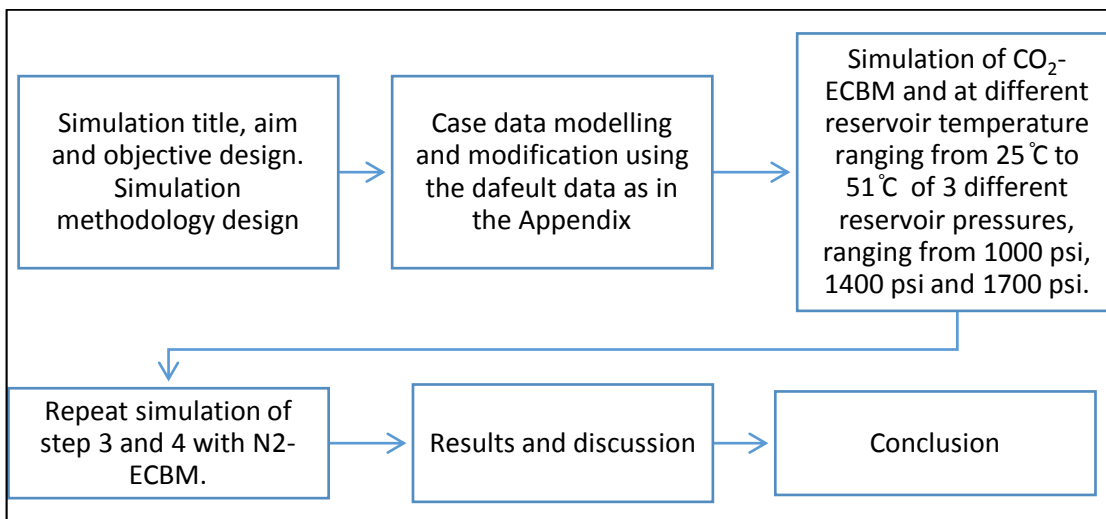 Simulation title, aim
and objective design.
Simulation
methodology design
Case data modelling
and modification using
the dafeult data as in
the Appendix
Simulation of CO₂-
ECBM and at different
reservoir temperature
ranging from 25℃ to
51℃ of 3 different
reservoir pressures,
ranging from 1000 psi,
1400 psi and 1700 psi.
Repeat simulation of
step 3 and 4 with N2-
ECBM.
Results and discussion
Conclusion